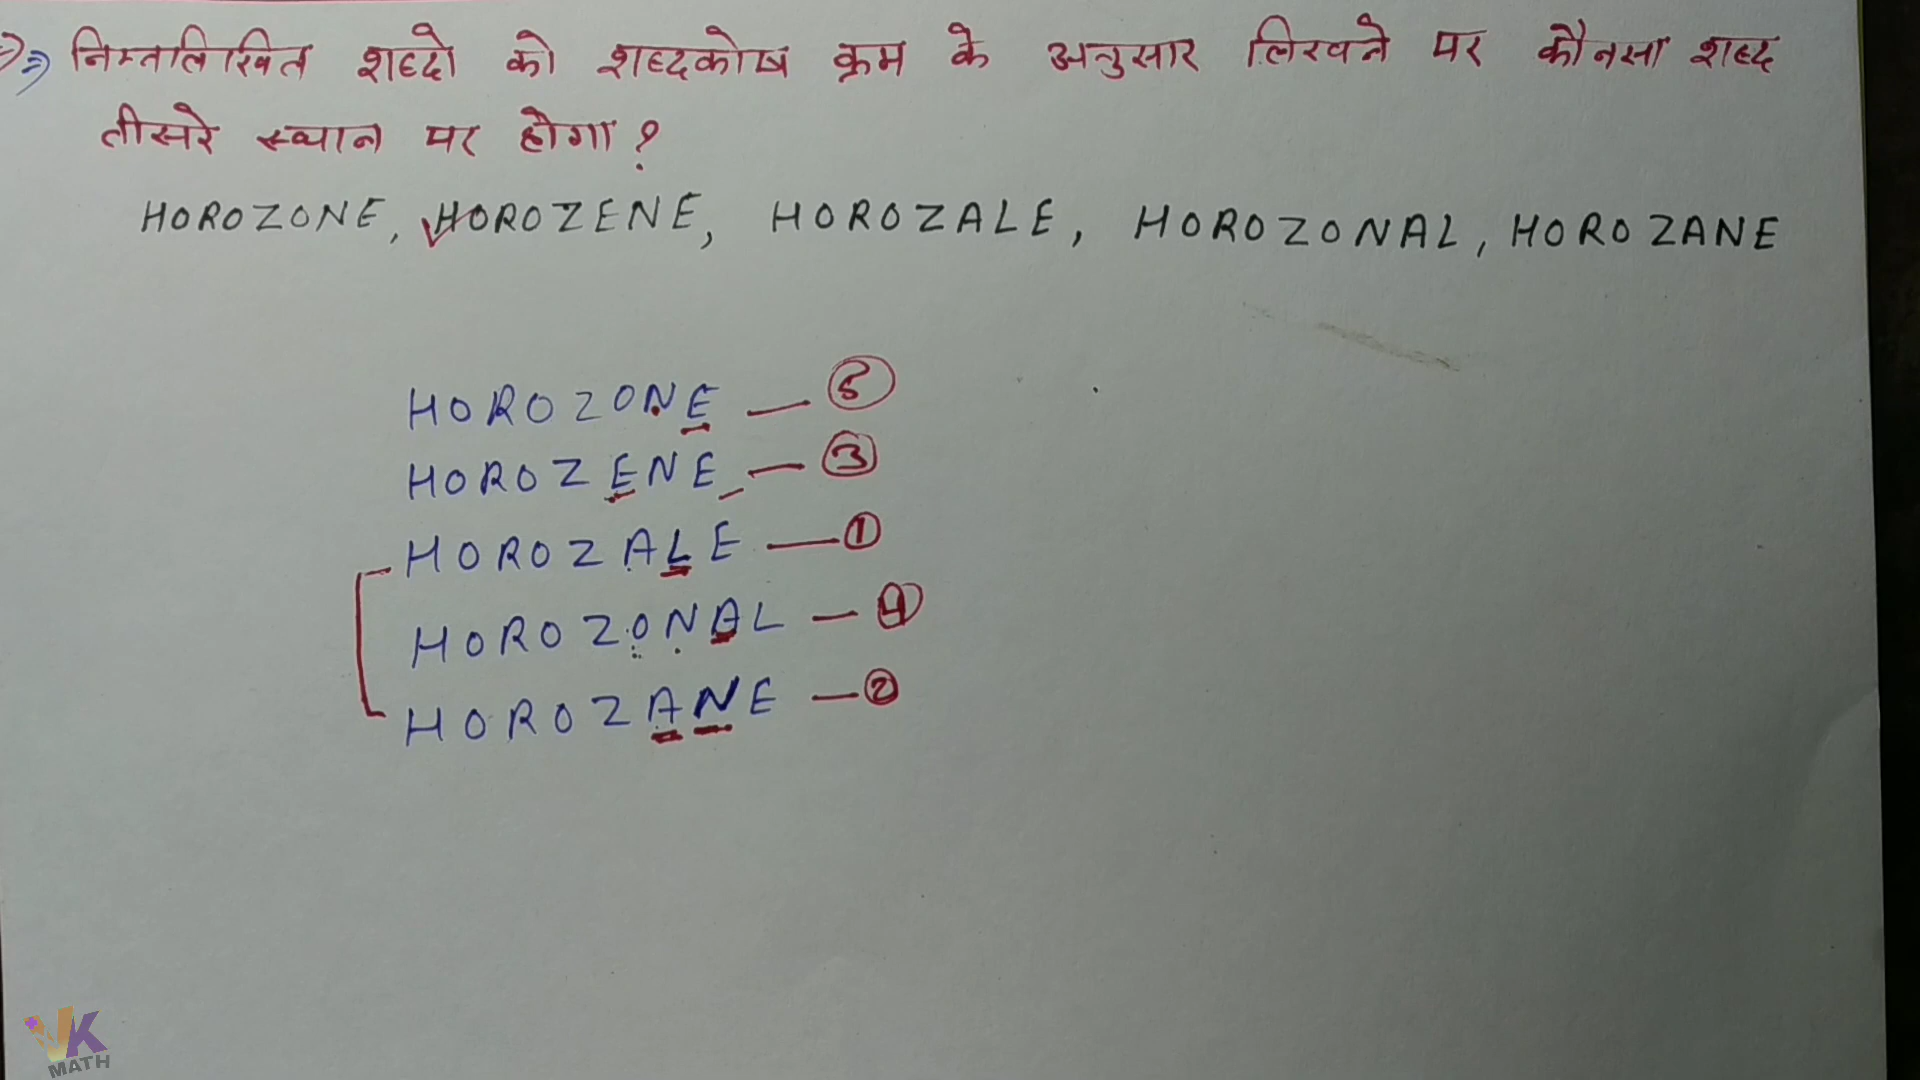 => निम्नलिखित शब्दो को शब्दकोष क्रम के अनुसार लिखने पर कौनसा शब्द
तीसरे स्थान पर होगा ?
HOROZONE, ✓HOROZENE, HOROZALE, HOROZONAL, HOROZANE
HOROZONE — 5
HOROZENE — 3
HOROZALE — 1
HOROZONAL — 4
HOROZANE — 2
VK
MATH